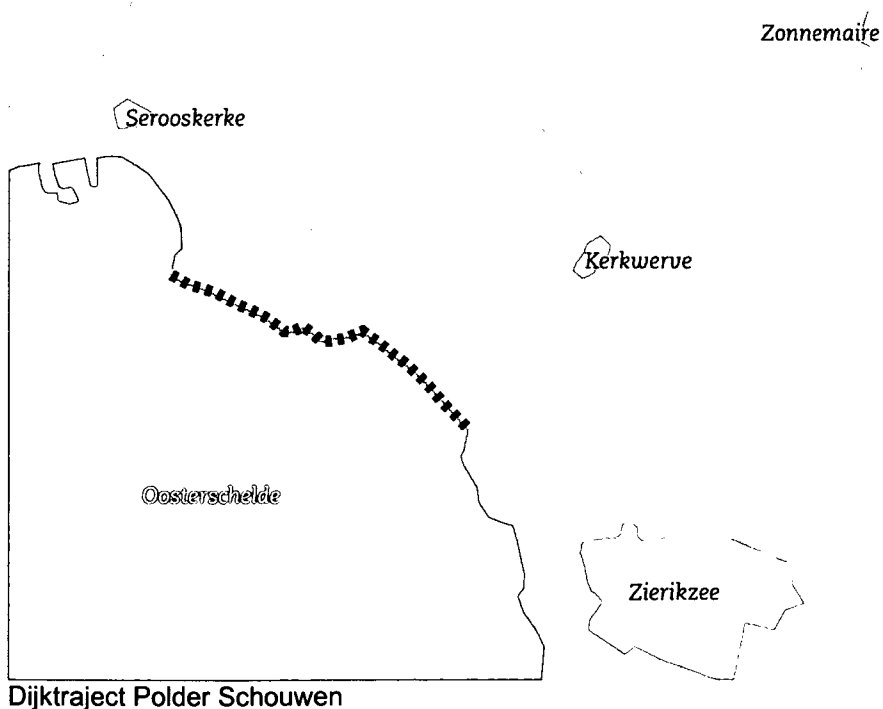 Zonnemaire
Serooskerke
Kerkwerve
Oosterschelde
Zierikzee
Dijktraject Polder Schouwen